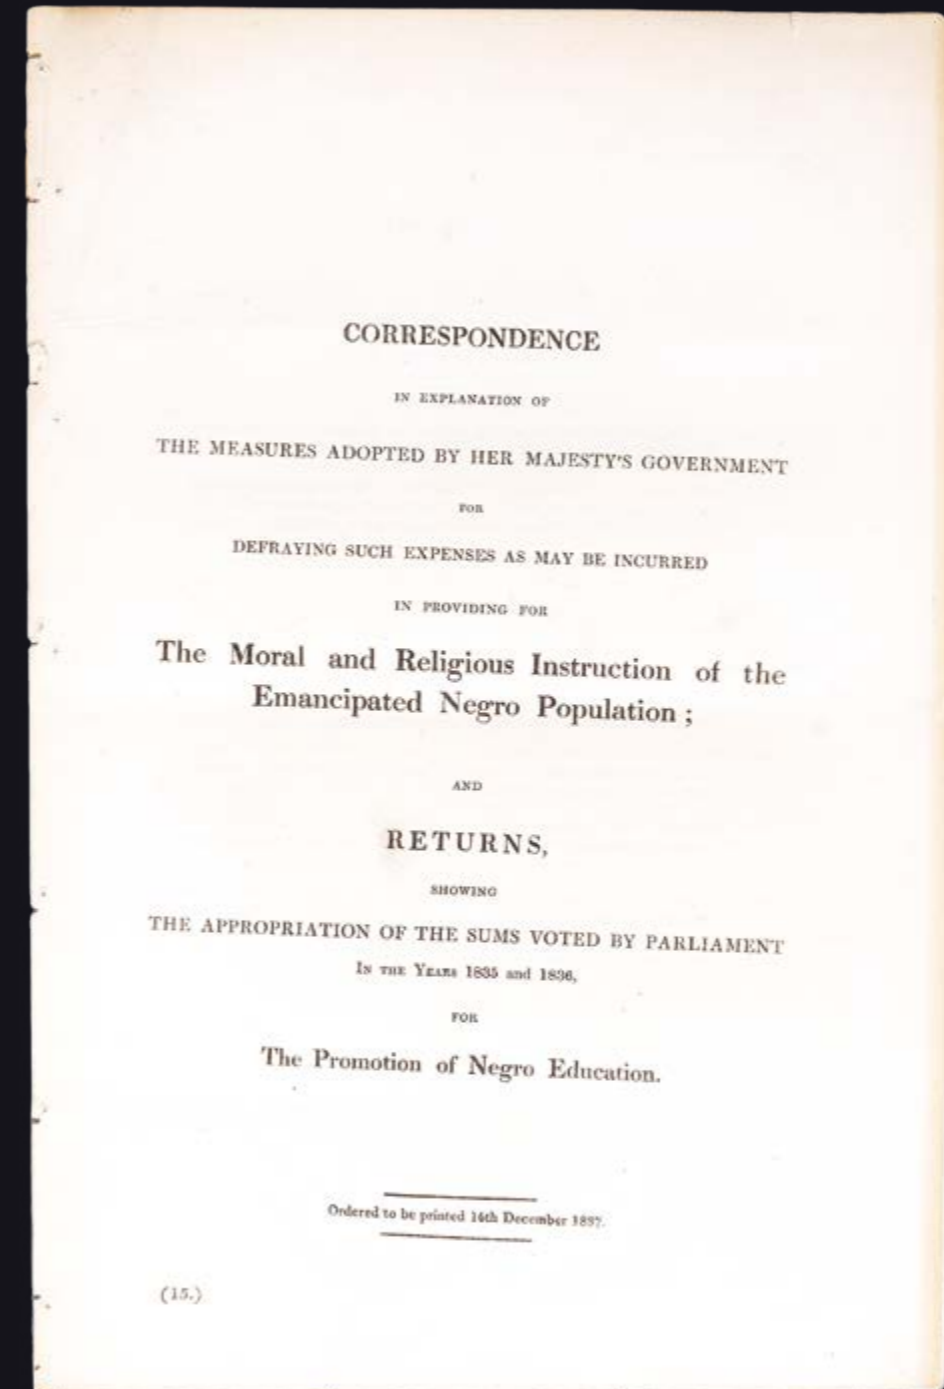 CORRESPONDENCE
IN EXPLANATION OF
THE MEASURES ADOPTED BY HER MAJESTY'S GOVERNMENT
FOR
DEFRAYING SUCH EXPENSES AS MAY BE INCURRED
IN PROVIDING FOR
The Moral and Religious Instruction of the
Emancipated Negro Population;
AND
RETURNS,
SHOWING
THE APPROPRIATION OF THE SUMS VOTED BY PARLIAMENT
IN THE YEARS 1835 and 1836,
FOR
The Promotion of Negro Education.
Ordered to be printed 14th December 1837.
(15.)